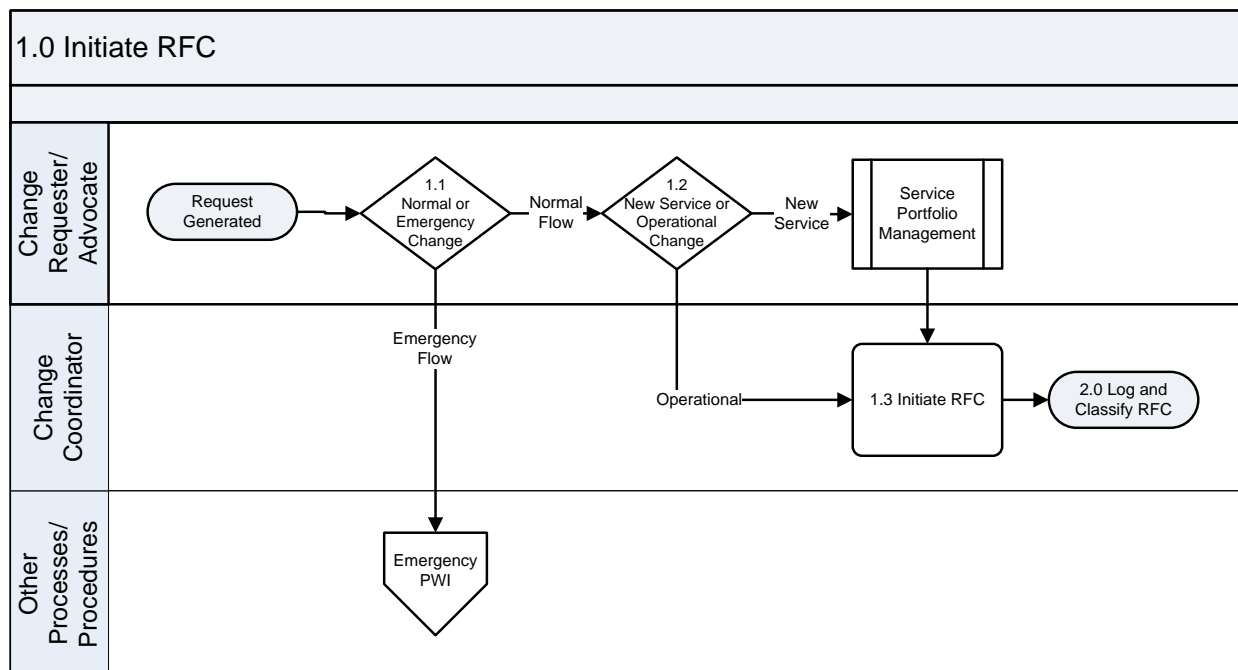 1.0 Initiate RFC
Change
Requester/
Advocate
Request
Generated
1.1
Normal or
Emergency
Change
Normal
Flow
1.2
New Service or
Operational
Change
New
Service
Service
Portfolio
Management
Change
Coordinator
Emergency
Flow
Operational
1.3 Initiate RFC
2.0 Log and
Classify RFC
Other
Processes/
Procedures
Emergency
PWI